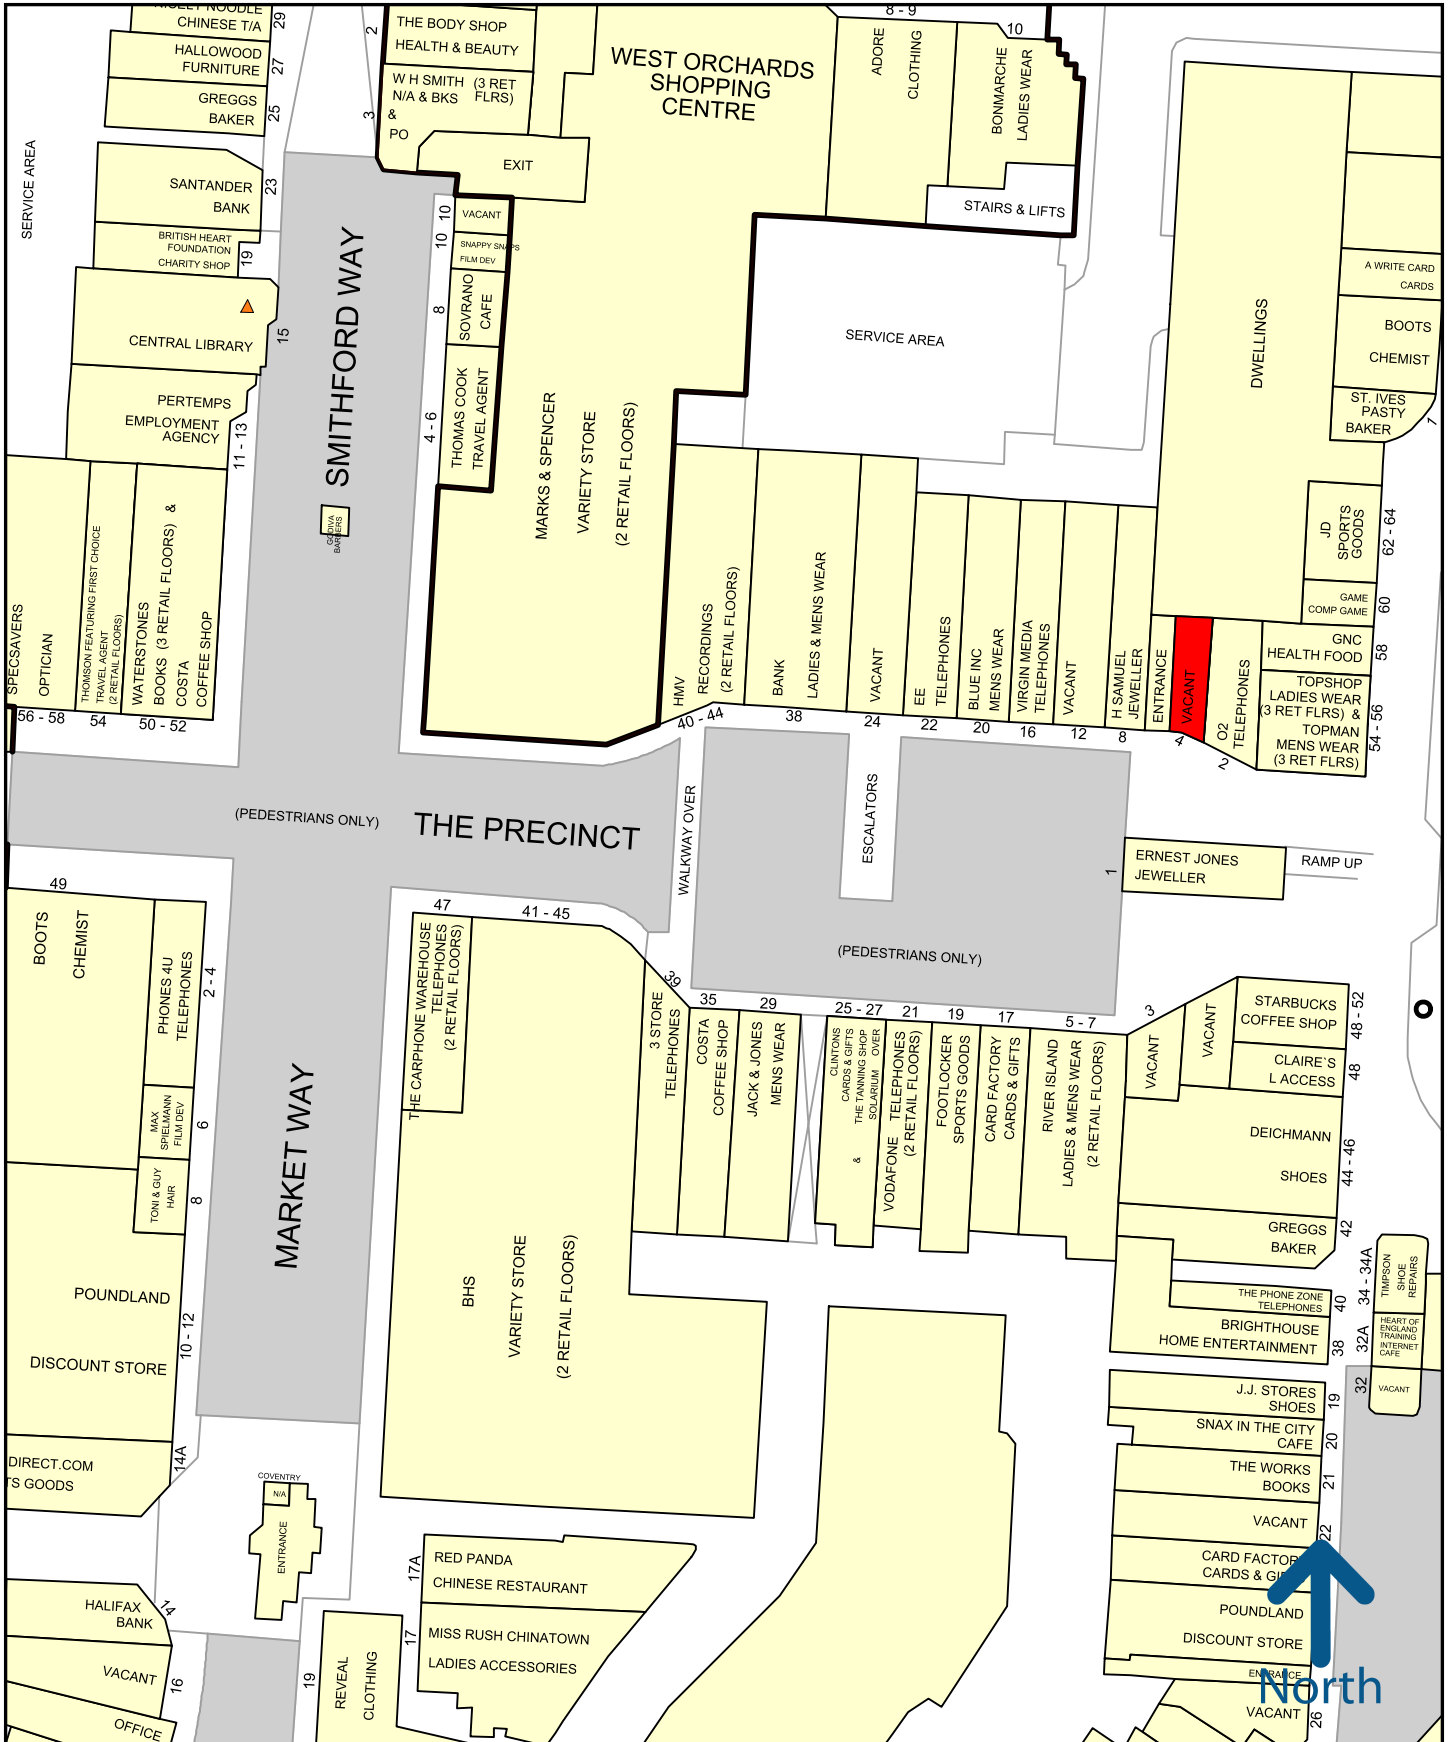 CHINESE T/A
29
HALLOWOOD
FURNITURE
27
GREGGS
BAKER
25
SERVICE AREA
SANTANDER
BANK
23
BRITISH HEART
FOUNDATION
CHARITY SHOP
19
CENTRAL LIBRARY
15
PERTEMPS
EMPLOYMENT
AGENCY
11 - 13
SPECSAVERS
OPTICIAN
56 - 58
THOMSON FEATURING FIRST CHOICE
TRAVEL AGENT
(2 RETAIL FLOORS)
54
WATERSTONES
BOOKS (3 RETAIL FLOORS) &
COSTA
COFFEE SHOP
50 - 52
SMITHFORD WAY
GODIVA
BARBERS
2
THE BODY SHOP
HEALTH & BEAUTY
3
W H SMITH (3 RET
N/A & BKS FLRS)
&
PO
EXIT
WEST ORCHARDS
SHOPPING
CENTRE
8 - 9
ADORE
CLOTHING
10
BONMARCHE
LADIES WEAR
STAIRS & LIFTS
10
VACANT
10
SNAPPY SNAPS
FILM DEV
8
SOVRANO
CAFE
4 - 6
THOMAS COOK
TRAVEL AGENT
MARKS & SPENCER
VARIETY STORE
(2 RETAIL FLOORS)
SERVICE AREA
DWELLINGS
A WRITE CARD
CARDS
BOOTS
CHEMIST
ST. IVES
PASTY
BAKER
1
JD
SPORTS
GOODS
62 - 64
GAME
COMP GAME
60
GNC
HEALTH FOOD
58
TOPSHOP
LADIES WEAR
(3 RET FLRS) &
TOPMAN
MENS WEAR
(3 RET FLRS)
54 - 56
HMV
RECORDINGS
(2 RETAIL FLOORS)
40 - 44
BANK
LADIES & MENS WEAR
38
VACANT
24
EE
TELEPHONES
22
BLUE INC
MENS WEAR
20
VIRGIN MEDIA
TELEPHONES
16
VACANT
12
H SAMUEL
JEWELLER
8
ENTRANCE
VACANT
4
O2
TELEPHONES
2
(PEDESTRIANS ONLY)
THE PRECINCT
WALKWAY OVER
ESCALATORS
(PEDESTRIANS ONLY)
1
ERNEST JONES
JEWELLER
RAMP UP
49
BOOTS
CHEMIST
PHONES 4U
TELEPHONES
2 - 4
MAX
SPIELMANN
FILM DEV
6
TONI & GUY
HAIR
8
POUNDLAND
DISCOUNT STORE
10 - 12
DIRECT.COM
TS GOODS
14A
MARKET WAY
47
THE CARPHONE WAREHOUSE
TELEPHONES
(2 RETAIL FLOORS)
41 - 45
BHS
VARIETY STORE
(2 RETAIL FLOORS)
39
3 STORE
TELEPHONES
35
COSTA
COFFEE SHOP
29
JACK & JONES
MENS WEAR
25 - 27
CLINTONS
CARDS & GIFTS
&
THE TANNING SHOP
SOLARIUM OVER
21
VODAFONE TELEPHONES
(2 RETAIL FLOORS)
19
FOOTLOCKER
SPORTS GOODS
17
CARD FACTORY
CARDS & GIFTS
5 - 7
RIVER ISLAND
LADIES & MENS WEAR
(2 RETAIL FLOORS)
3
VACANT
VACANT
STARBUCKS
COFFEE SHOP
48 - 52
CLAIRE`S
L ACCESS
48
DEICHMANN
SHOES
44 - 46
GREGGS
BAKER
42
THE PHONE ZONE
TELEPHONES
40
BRIGHTHOUSE
HOME ENTERTAINMENT
38
34 - 34A
TIMPSON
SHOE
REPAIRS
32A
HEART OF
ENGLAND
TRAINING
INTERNET
CAFE
32
VACANT
J.J. STORES
SHOES
19
SNAX IN THE CITY
CAFE
20
THE WORKS
BOOKS
21
VACANT
22
CARD FACTORY
CARDS & GIFTS
POUNDLAND
DISCOUNT STORE
ENTRANCE
North
VACANT
26
COVENTRY
N/A
ENTRANCE
HALIFAX
BANK
14
VACANT
16
OFFICE
19
REVEAL
CLOTHING
17A
RED PANDA
CHINESE RESTAURANT
17
MISS RUSH CHINATOWN
LADIES ACCESSORIES